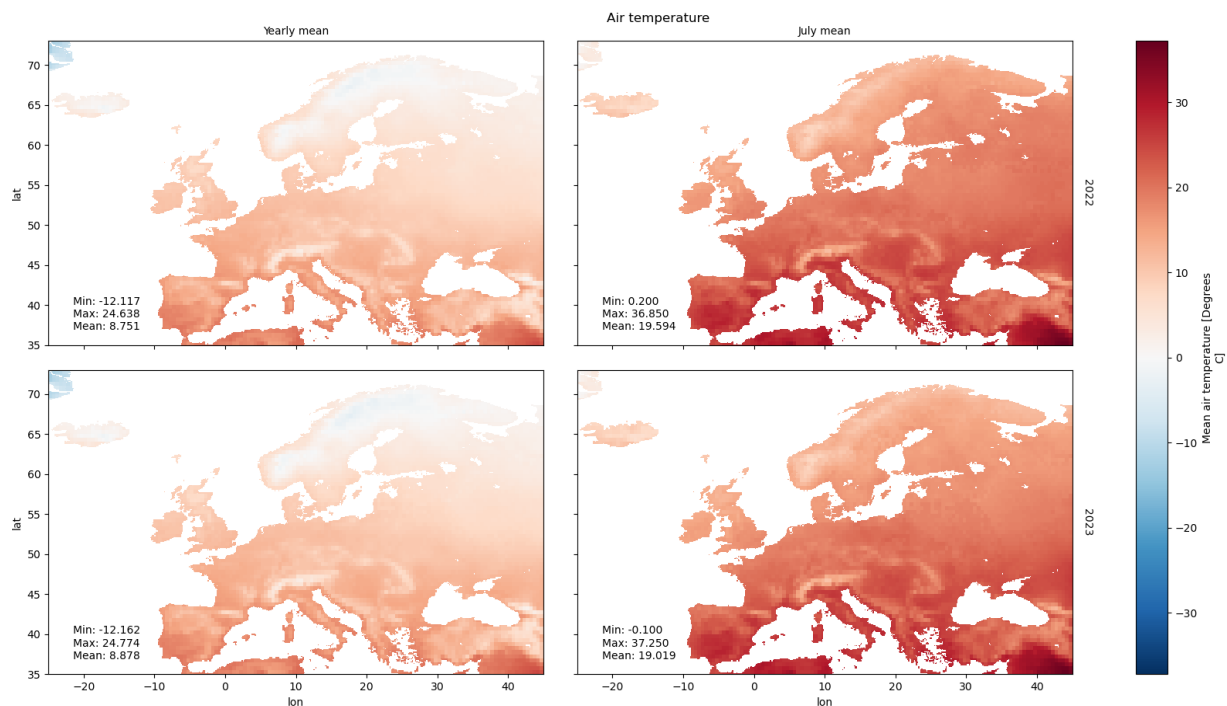 Air temperature
Yearly mean
July mean
70
65
60
55
50
45
40
35
lat
Min: -12.117
Max: 24.638
Mean: 8.751
Min: 0.200
Max: 36.850
Mean: 19.594
2022
70
65
60
55
50
45
40
35
lat
Min: -12.162
Max: 24.774
Mean: 8.878
−20
−10
0
10
20
30
40
lon
Min: -0.100
Max: 37.250
Mean: 19.019
−20
−10
0
10
20
30
40
lon
2023
30
20
10
0
−10
−20
−30
Mean air temperature [Degrees
C]